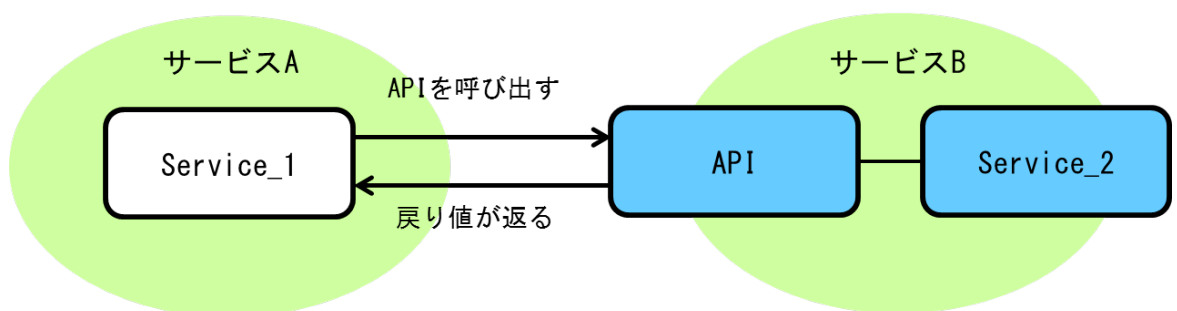 サービスA
サービスB
APIを呼び出す
Service_1
API
Service_2
戻り値が返る